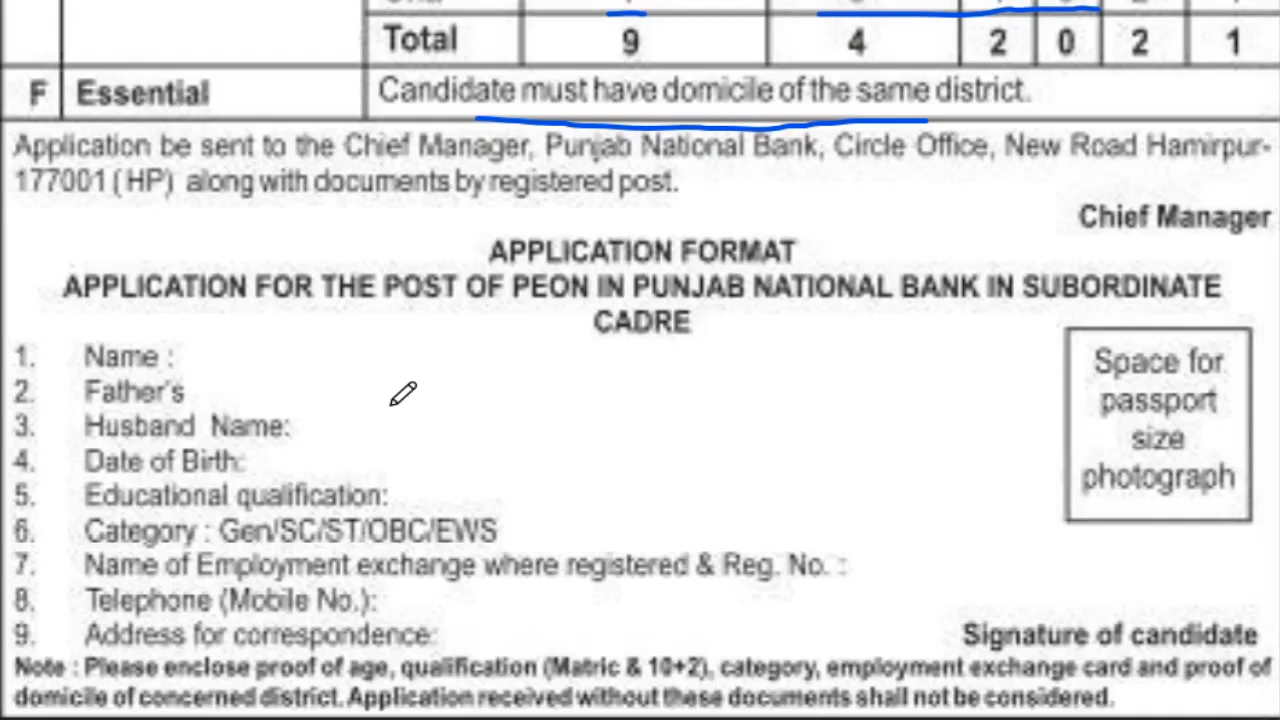 Total 9 4 2 0 2 1
F Essential Candidate must have domicile of the same district.
Application be sent to the Chief Manager, Punjab National Bank, Circle Office, New Road Hamirpur-
177001 (HP) along with documents by registered post.
Chief Manager
APPLICATION FORMAT
APPLICATION FOR THE POST OF PEON IN PUNJAB NATIONAL BANK IN SUBORDINATE
CADRE
1. Name :
2. Father's
3. Husband Name:
4. Date of Birth:
5. Educational qualification:
6. Category : Gen/SC/ST/OBC/EWS
7. Name of Employment exchange where registered & Reg. No. :
8. Telephone (Mobile No.):
9. Address for correspondence:
Space for
passport
size
photograph
Signature of candidate
Note : Please enclose proof of age, qualification (Matric & 10+2), category, employment exchange card and proof of
domicile of concerned district. Application received without these documents shall not be considered.